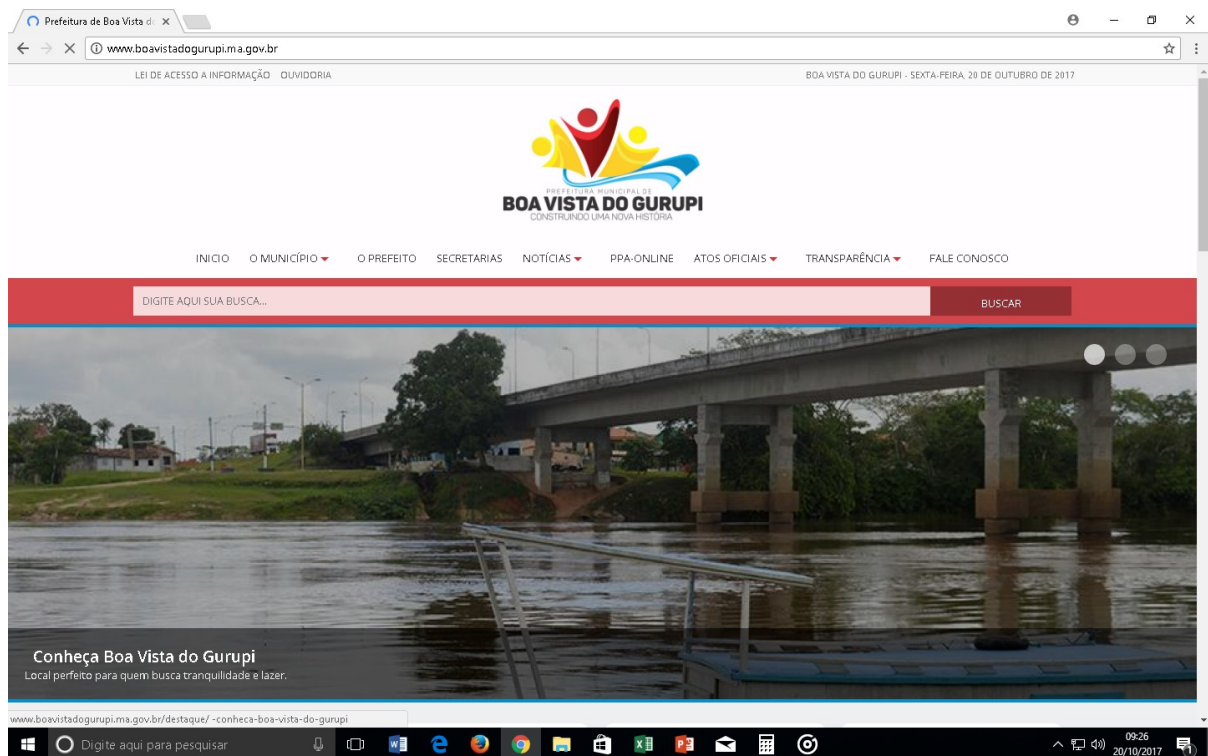 Prefeitura de Boa Vista d
www.boavistadogurupi.ma.gov.br
LEI DE ACESSO A INFORMAÇÃO OUVIDORIA
BOA VISTA DO GURUPI - SEXTA-FEIRA, 20 DE OUTUBRO DE 2017
PREFEITURA MUNICIPAL DE
BOA VISTA DO GURUPI
CONSTRUINDO UMA NOVA HISTÓRIA
INICIO O MUNICÍPIO O PREFEITO SECRETARIAS NOTÍCIAS PPA-ONLINE ATOS OFICIAIS TRANSPARÊNCIA FALE CONOSCO
DIGITE AQUI SUA BUSCA...
BUSCAR
Conheça Boa Vista do Gurupi
Local perfeito para quem busca tranquilidade e lazer.
www.boavistadogurupi.ma.gov.br/destaque/ -conheca-boa-vista-do-gurupi
Digite aqui para pesquisar
09:26
20/10/2017